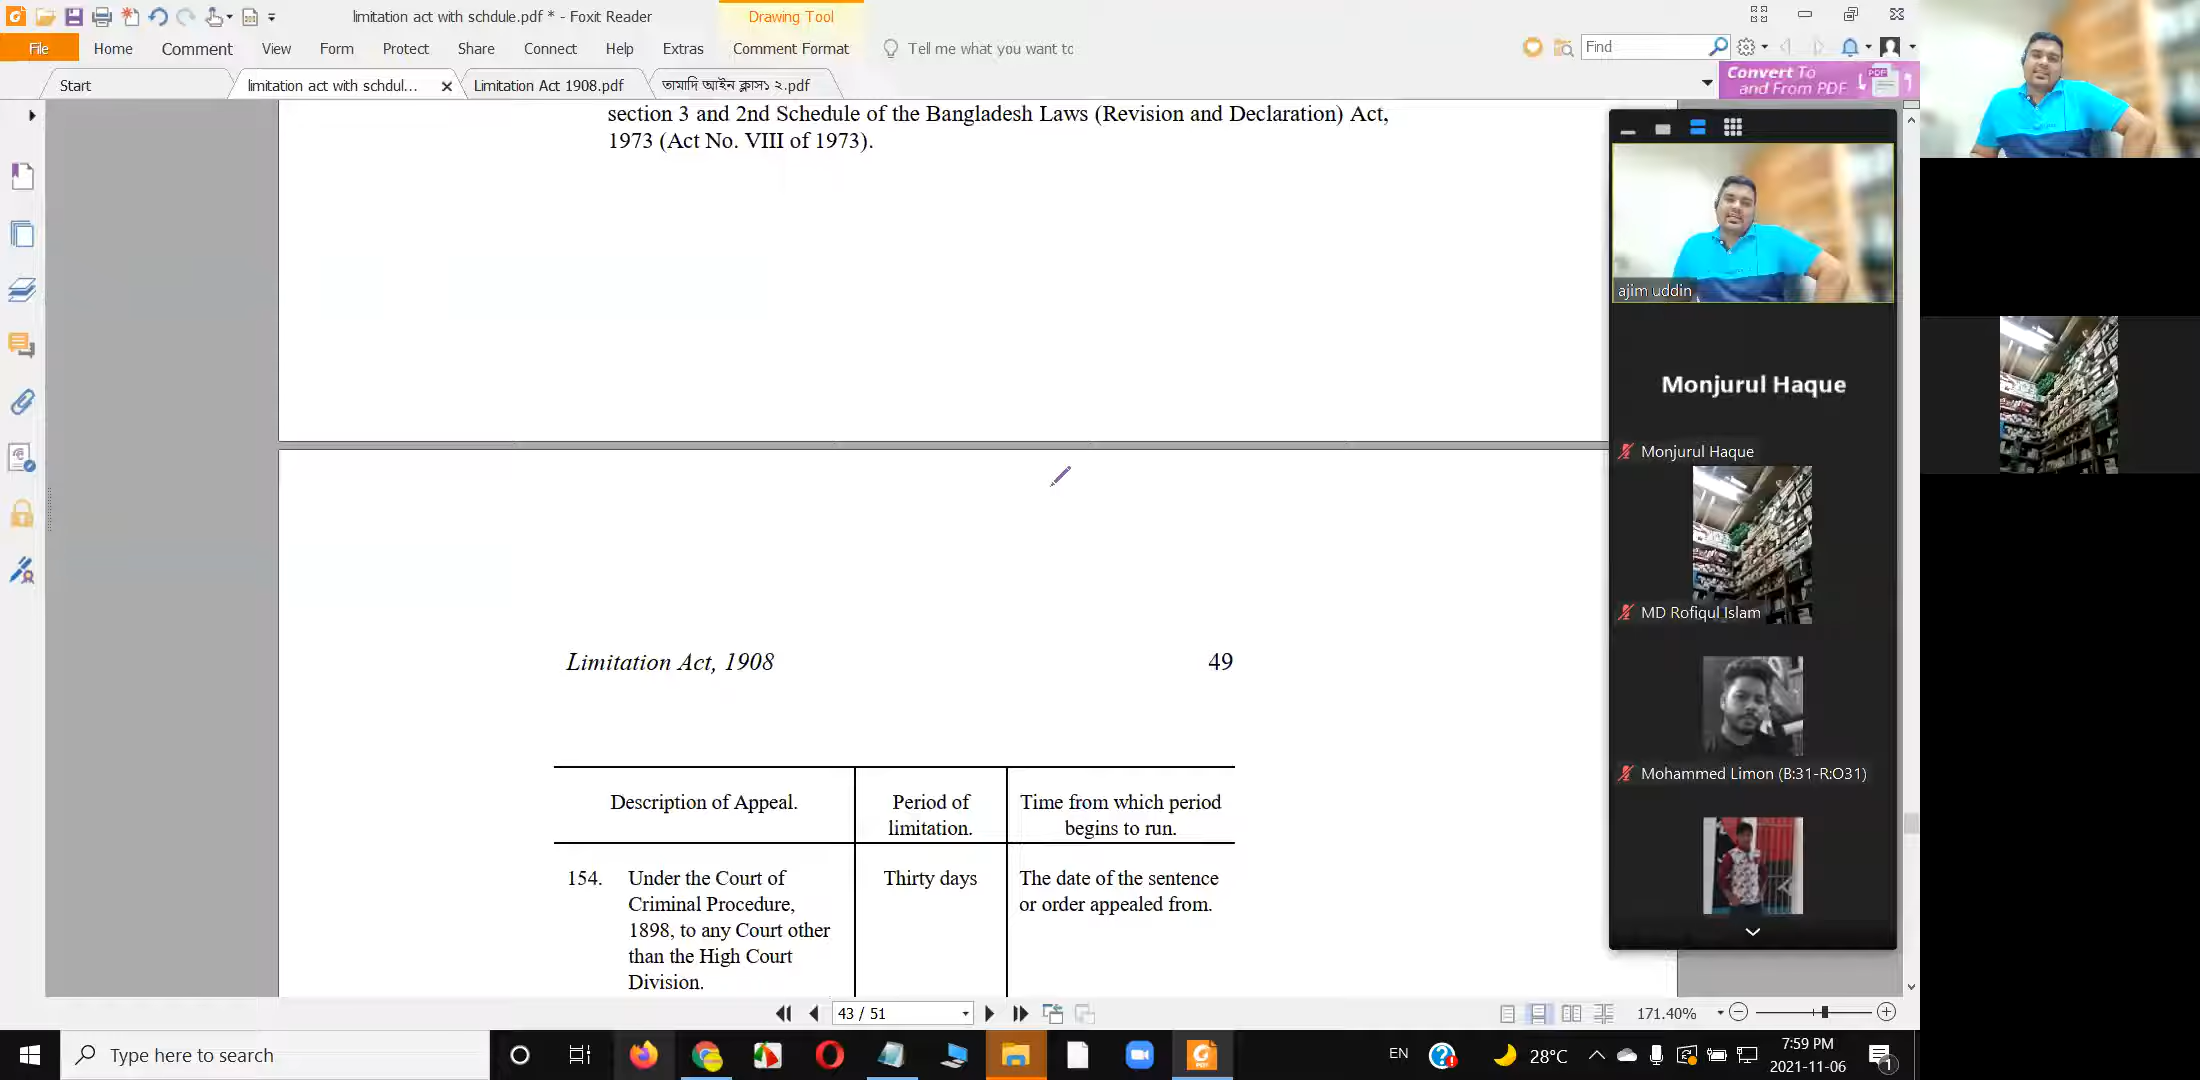 limitation act with schdule.pdf * - Foxit Reader
Drawing Tool
File
Home
Comment
View
Form
Protect
Share
Connect
Help
Extras
Comment Format
Tell me what you want to
Find
Start
limitation act with schdul...
Limitation Act 1908.pdf
তামাদি আইন ক্লাস১ ২.pdf
Convert To
and From PDF
PDF
section 3 and 2nd Schedule of the Bangladesh Laws (Revision and Declaration) Act,
1973 (Act No. VIII of 1973).
ajim uddin
Monjurul Haque
Monjurul Haque
MD Rofiqul Islam
Mohammed Limon (B:31-R:O31)
Limitation Act, 1908
49
Description of Appeal.
Period of
limitation.
Time from which period
begins to run.
154.
Under the Court of
Criminal Procedure,
1898, to any Court other
than the High Court
Division.
Thirty days
The date of the sentence
or order appealed from.
43 / 51
171.40%
Type here to search
EN
28°C
7:59 PM
2021-11-06
1